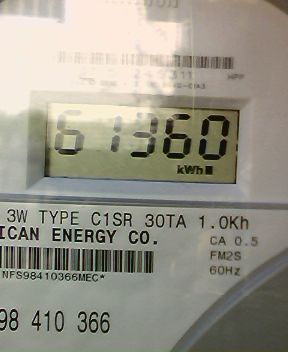 61360
kWh
3W TYPE C1SR 30TA 1.0Kh
ICAN ENERGY CO.
CA 0.5
FM2S
60Hz
NFS98410366MEC*
98 410 366